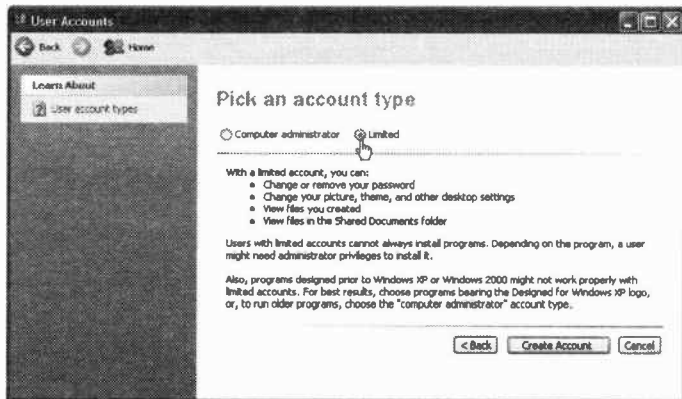 User Accounts
Back Home
Learn About
User account types
Pick an account type
Computer administrator Limited
With a limited account, you can:
Change or remove your password
Change your picture, theme, and other desktop settings
View files you created
View files in the Shared Documents folder
Users with limited accounts cannot always install programs. Depending on the program, a user
might need administrator privileges to install it.
Also, programs designed prior to Windows XP or Windows 2000 might not work properly with
limited accounts. For best results, choose programs bearing the Designed for Windows XP logo,
or, to run older programs, choose the "computer administrator" account type.
< Back Create Account Cancel